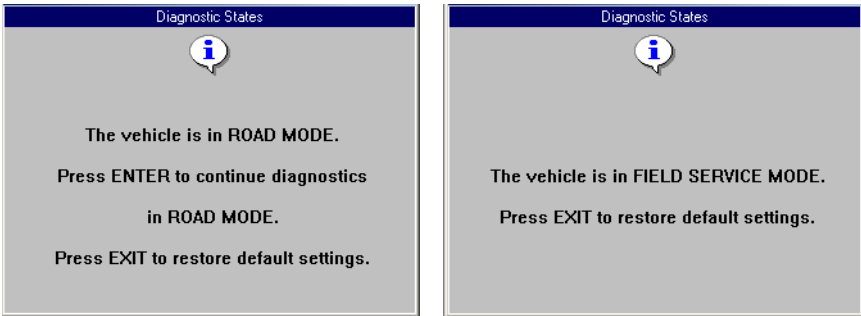 Diagnostic States
The vehicle is in ROAD MODE.
Press ENTER to continue diagnostics
in ROAD MODE.
Press EXIT to restore default settings.
Diagnostic States
The vehicle is in FIELD SERVICE MODE.
Press EXIT to restore default settings.